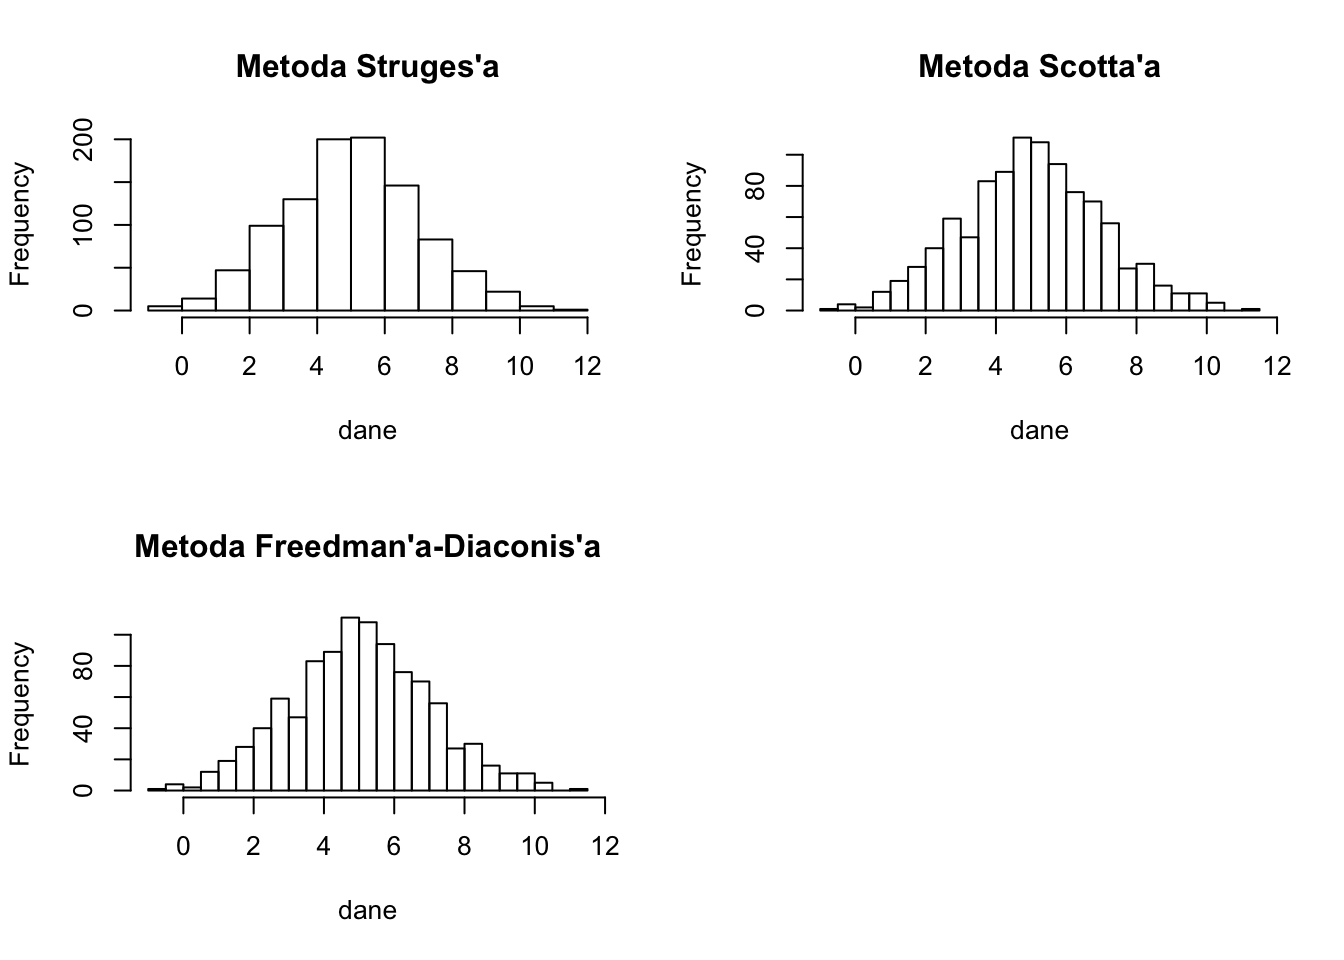 Metoda Struges'a
Frequency
0 100 200
0 2 4 6 8 10 12
dane
Metoda Scotta'a
Frequency
0 40 80
0 2 4 6 8 10 12
dane
Metoda Freedman'a-Diaconis'a
Frequency
0 40 80
0 2 4 6 8 10 12
dane